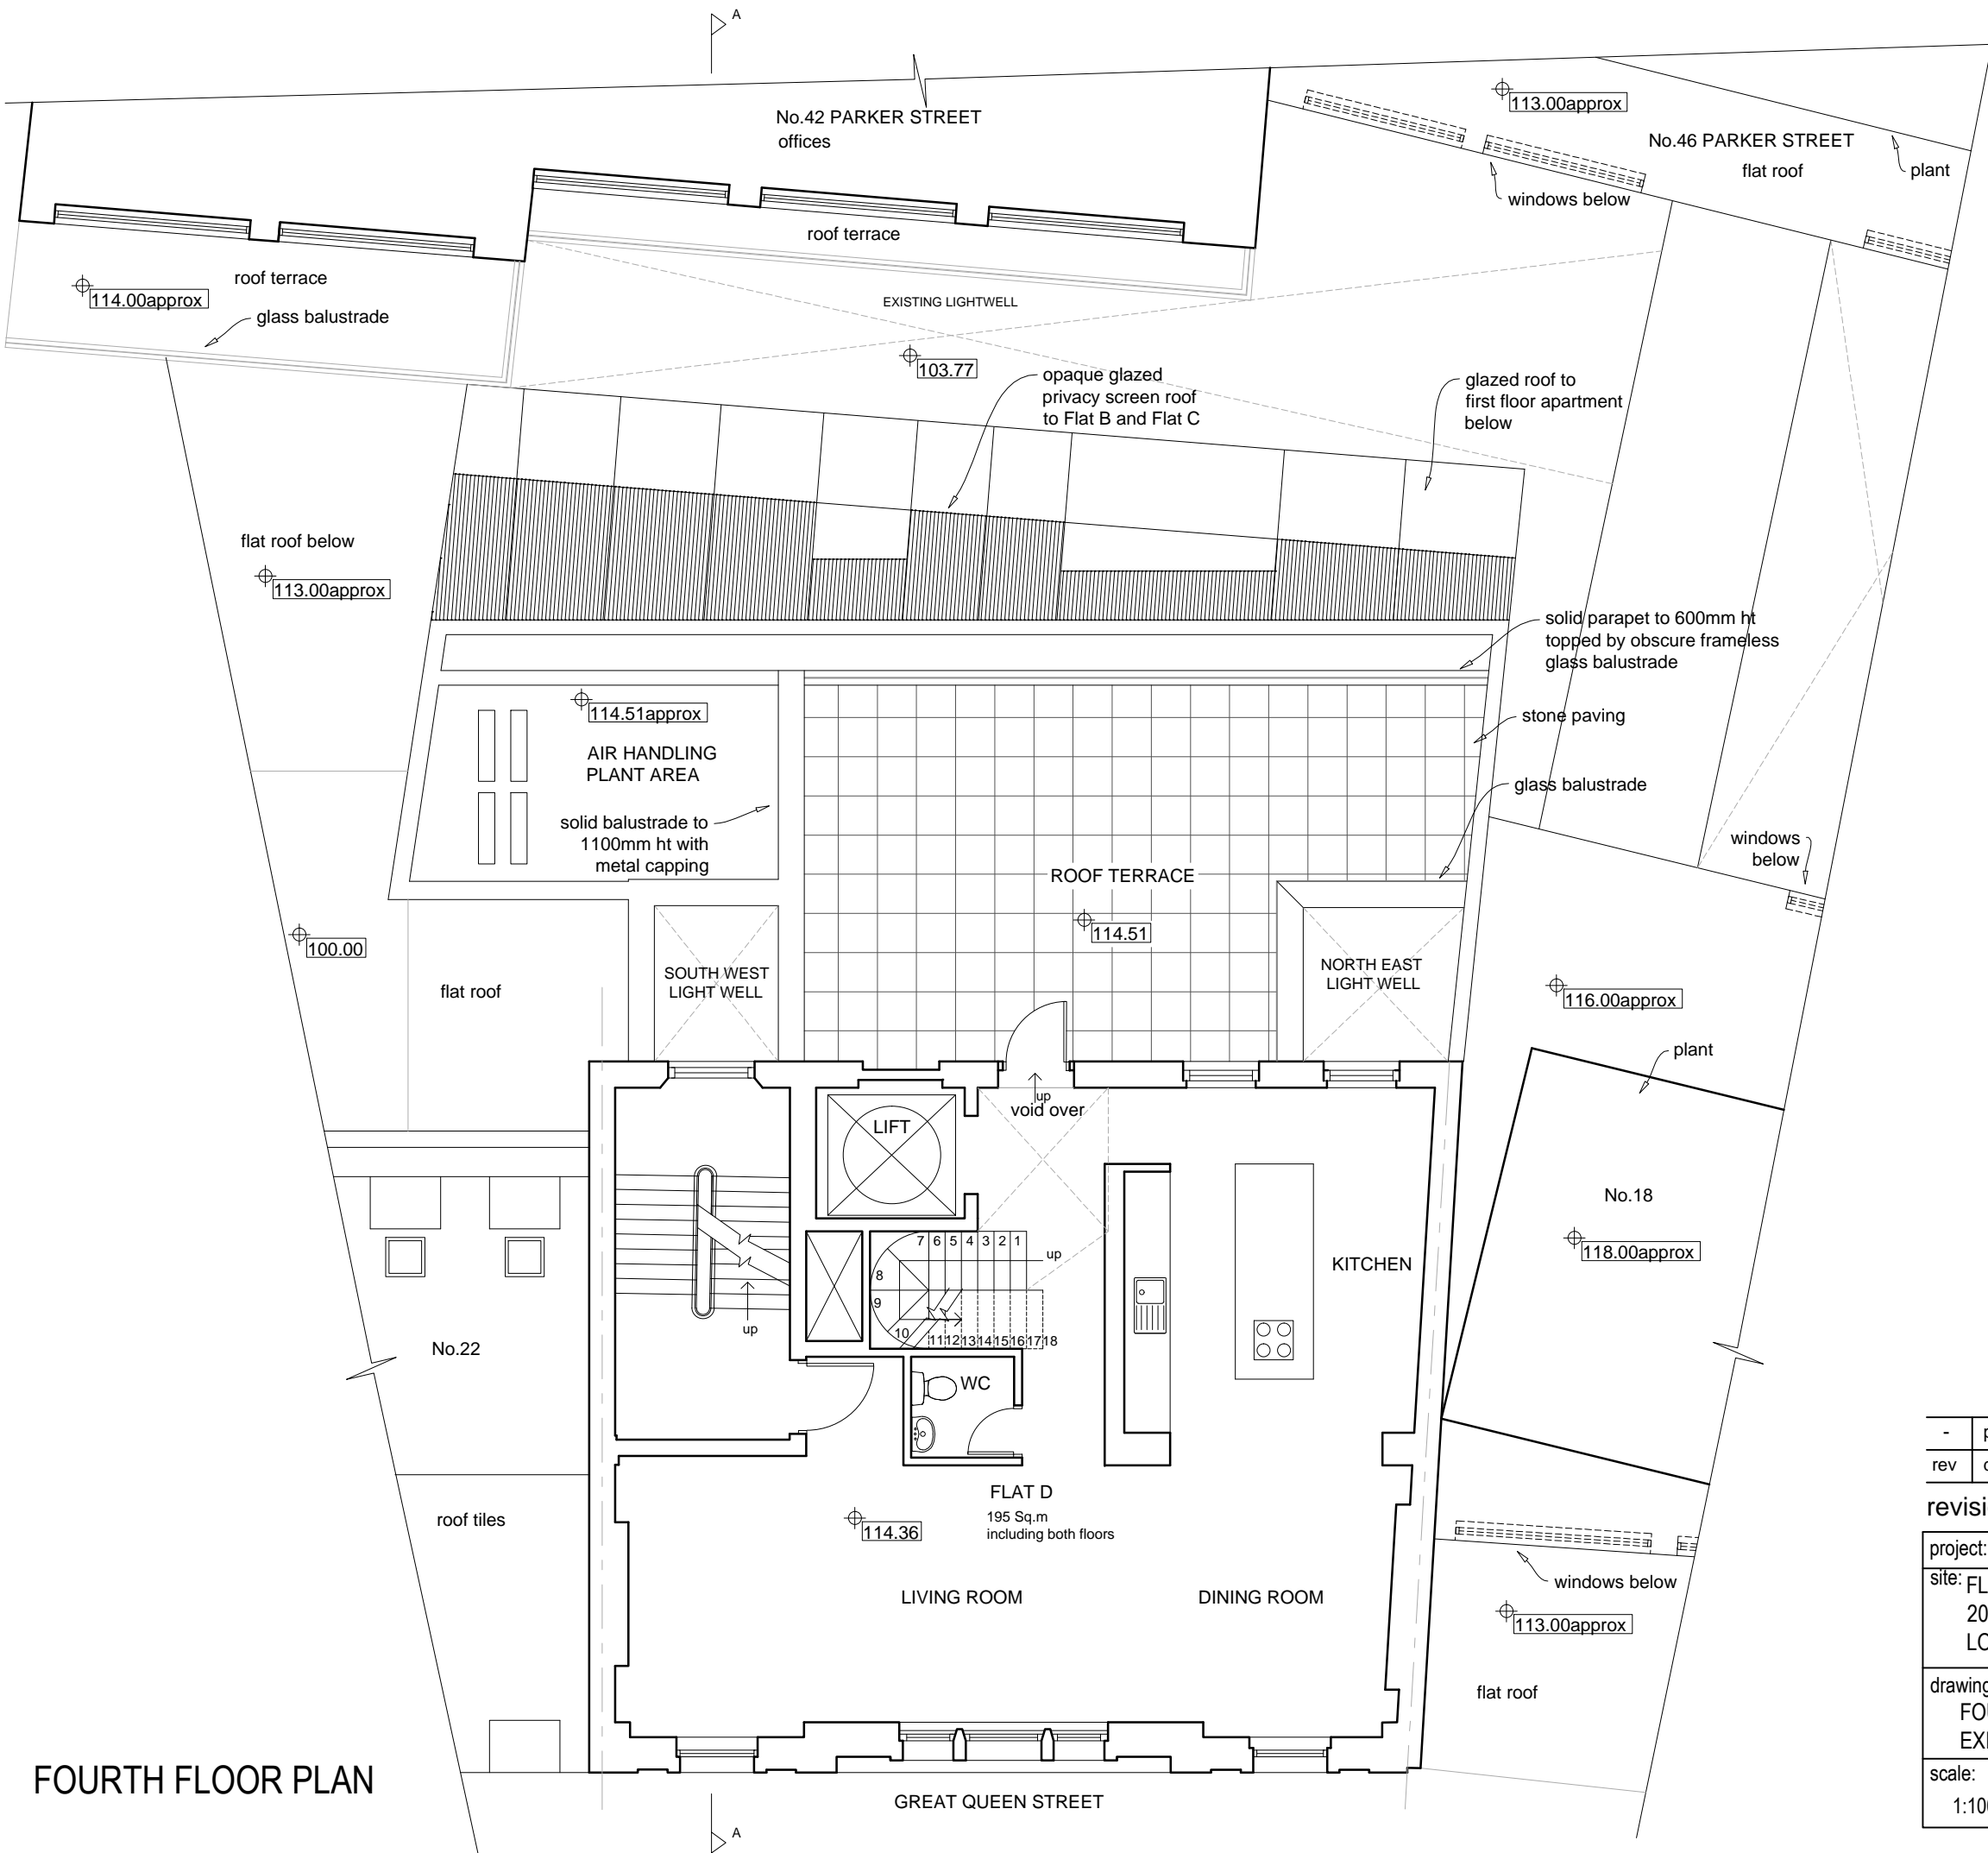 A
No.42 PARKER STREET
offices
113.00approx
No.46 PARKER STREET
flat roof
plant
windows below
roof terrace
roof terrace
114.00approx
glass balustrade
EXISTING LIGHTWELL
103.77
opaque glazed
privacy screen roof
to Flat B and Flat C
glazed roof to
first floor apartment
below
flat roof below
113.00approx
solid parapet to 600mm ht
topped by obscure frameless
glass balustrade
114.51approx
stone paving
AIR HANDLING
PLANT AREA
glass balustrade
solid balustrade to
1100mm ht with
metal capping
windows
below
ROOF TERRACE
114.51
100.00
SOUTH WEST
LIGHT WELL
NORTH EAST
LIGHT WELL
flat roof
116.00approx
plant
up
void over
LIFT
No.18
118.00approx
KITCHEN
7 6 5 4 3 2 1
up
8
9
10
11 12 13 14 15 16 17 18
up
No.22
WC
FLAT D
195 Sq.m
including both floors
114.36
roof tiles
windows below
LIVING ROOM
DINING ROOM
113.00approx
flat roof
FOURTH FLOOR PLAN
GREAT QUEEN STREET
A
-
rev
revisi
project:
site: FL
20
LO
drawing
FOU
EXI
scale:
1:100